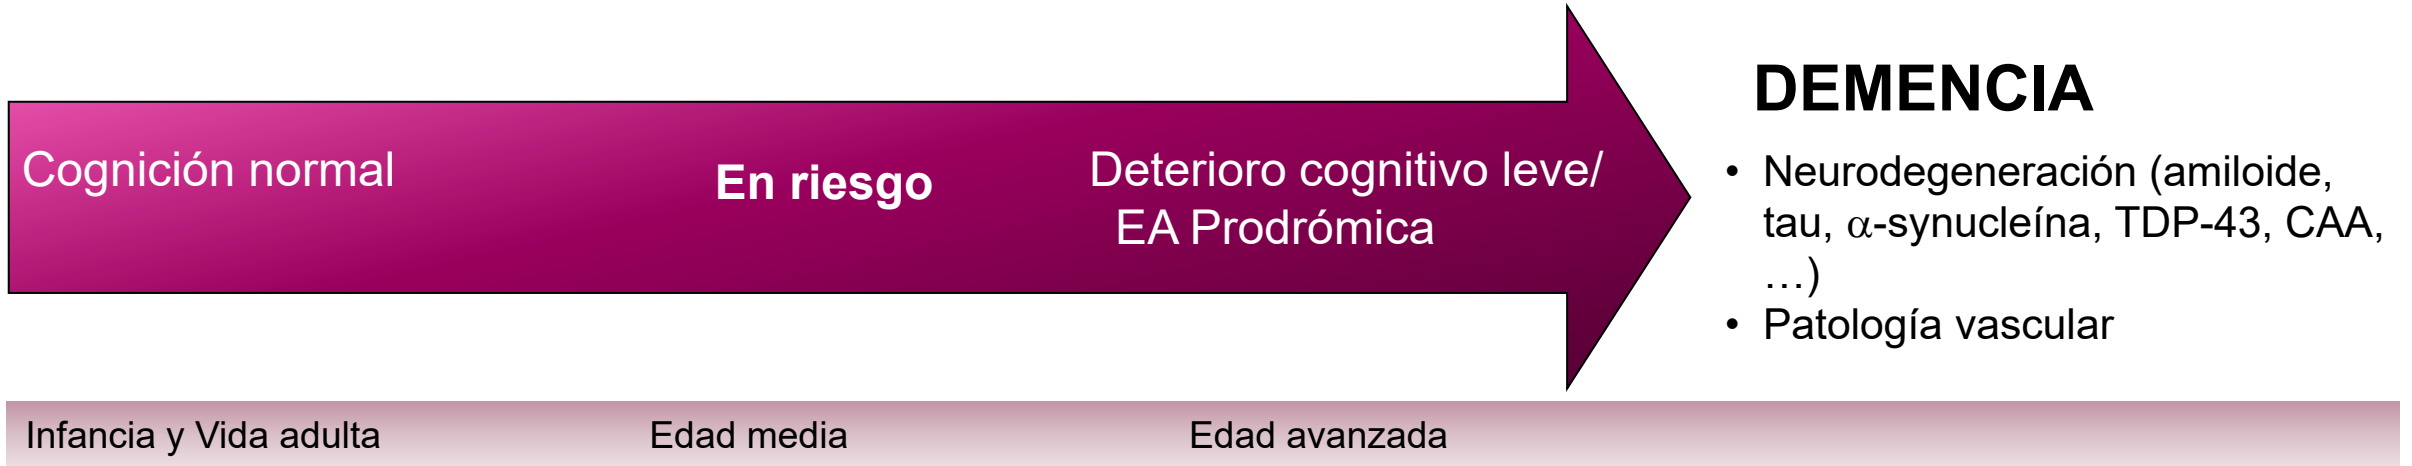 Cognición normal
En riesgo
Deterioro cognitivo leve/
EA Prodrómica
DEMENCIA
• Neurodegeneración (amiloide,
tau, α-synucleína, TDP-43, CAA,
…)
• Patología vascular
Infancia y Vida adulta
Edad media
Edad avanzada